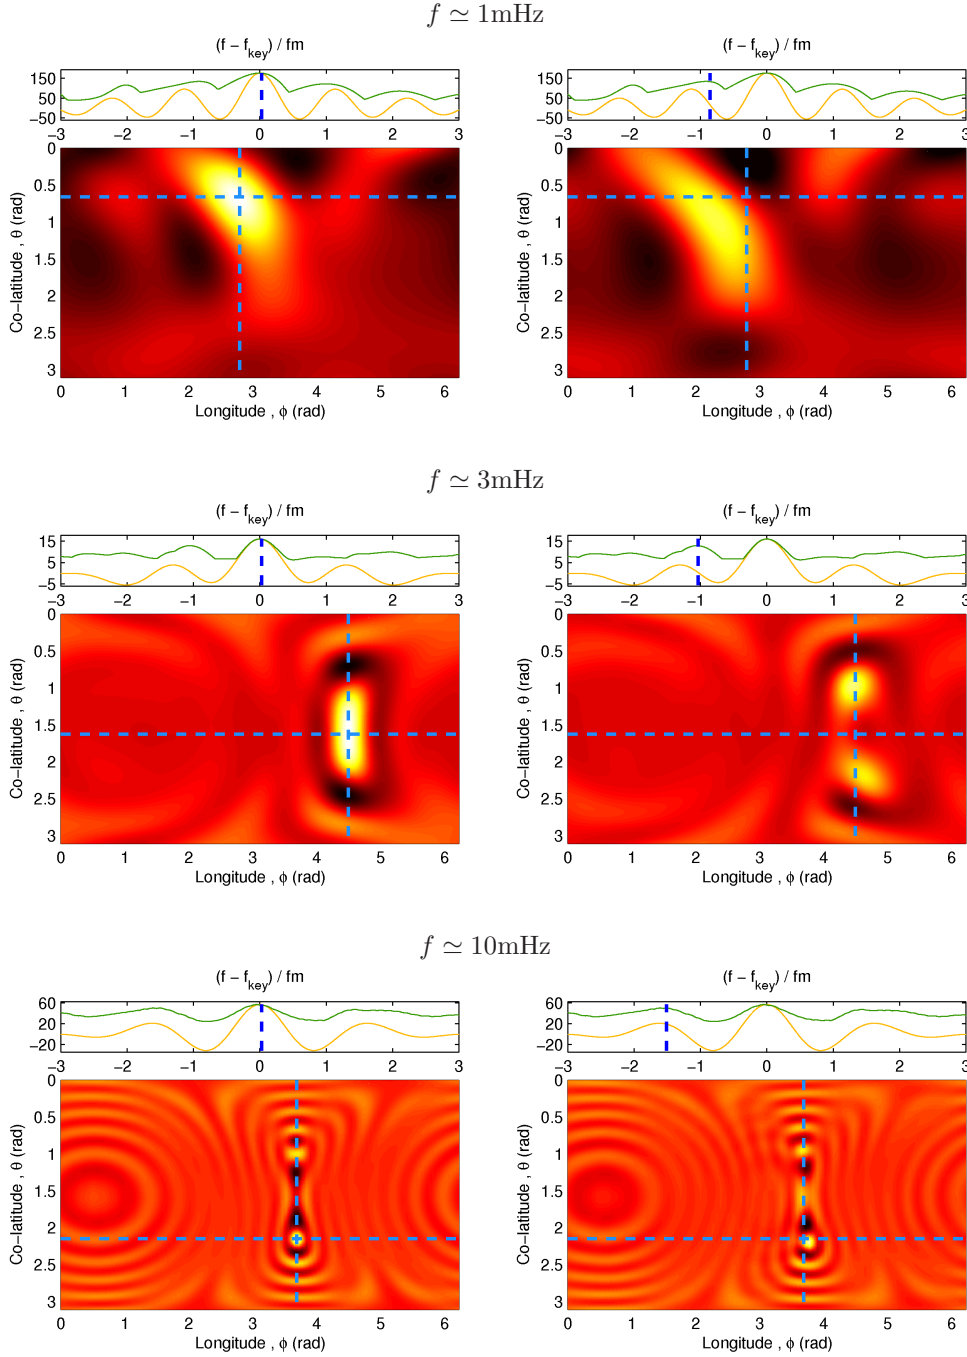 f ≃ 1mHz
(f − f_key) / fm
(f − f_key) / fm
150
50
−50
−3 −2 −1 0 1 2 3
150
50
−50
−3 −2 −1 0 1 2 3
Co−latitude , θ (rad)
0
0.5
1
1.5
2
2.5
3
0 1 2 3 4 5 6
Longitude , ϕ (rad)
Co−latitude , θ (rad)
0
0.5
1
1.5
2
2.5
3
0 1 2 3 4 5 6
Longitude , ϕ (rad)
f ≃ 3mHz
(f − f_key) / fm
(f − f_key) / fm
15
5
−5
−3 −2 −1 0 1 2 3
15
5
−5
−3 −2 −1 0 1 2 3
Co−latitude , θ (rad)
0
0.5
1
1.5
2
2.5
3
0 1 2 3 4 5 6
Longitude , ϕ (rad)
Co−latitude , θ (rad)
0
0.5
1
1.5
2
2.5
3
0 1 2 3 4 5 6
Longitude , ϕ (rad)
f ≃ 10mHz
(f − f_key) / fm
(f − f_key) / fm
60
20
−20
−3 −2 −1 0 1 2 3
60
20
−20
−3 −2 −1 0 1 2 3
Co−latitude , θ (rad)
0
0.5
1
1.5
2
2.5
3
0 1 2 3 4 5 6
Longitude , ϕ (rad)
Co−latitude , θ (rad)
0
0.5
1
1.5
2
2.5
3
0 1 2 3 4 5 6
Longitude , ϕ (rad)